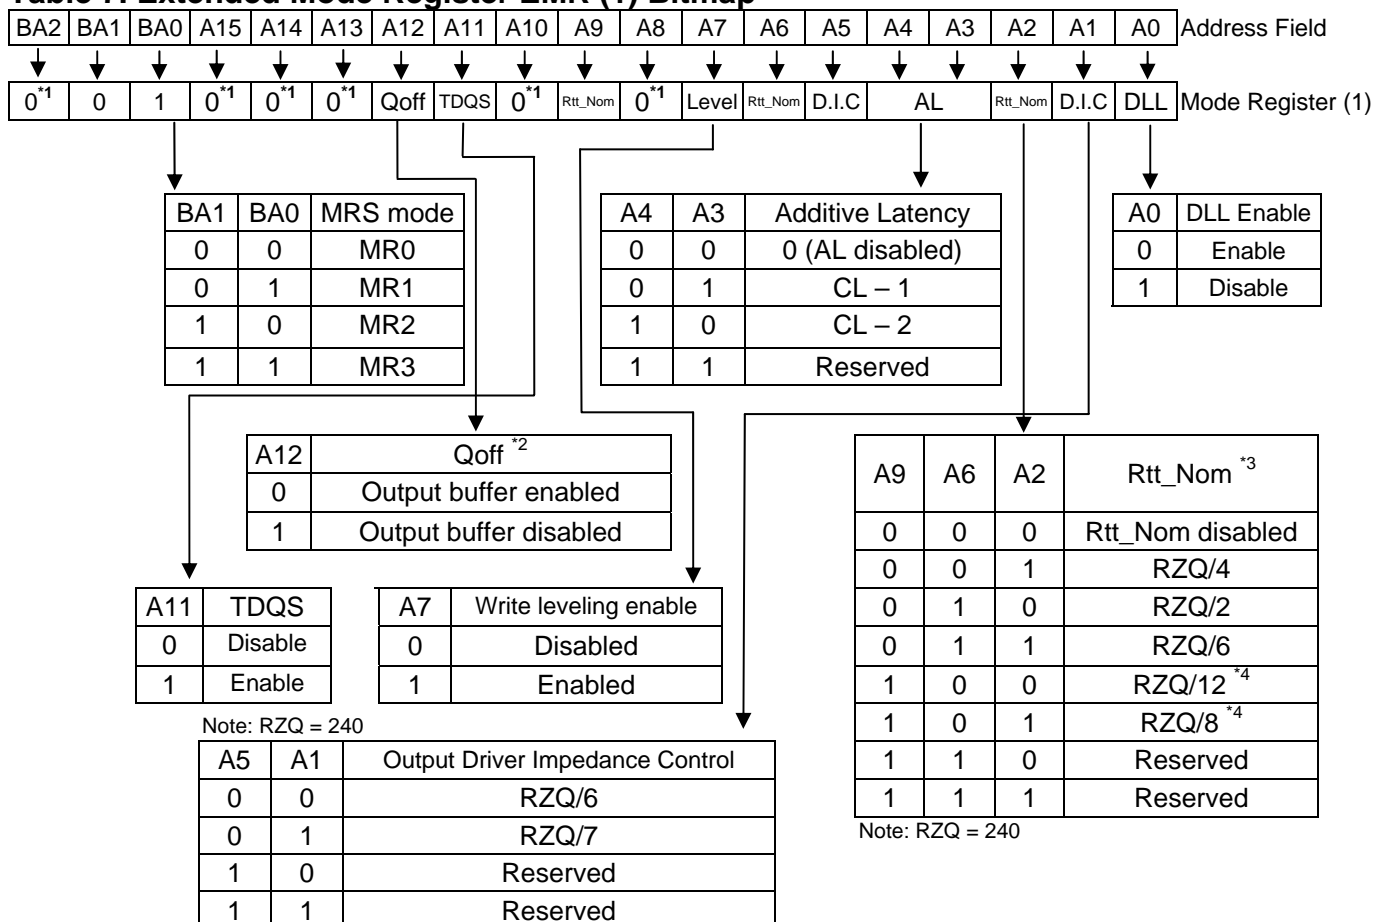 Table 7. Extended Mode Register EMR (1) Bitmap
BA2 BA1 BA0 A15 A14 A13 A12 A11 A10 A9 A8 A7 A6 A5 A4 A3 A2 A1 A0 Address Field
0*1 0 1 0*1 0*1 0*1 Qoff TDQS 0*1 Rtt_Nom 0*1 Level Rtt_Nom D.I.C AL Rtt_Nom D.I.C DLL Mode Register (1)
BA1 BA0 MRS mode
0 0 MR0
0 1 MR1
1 0 MR2
1 1 MR3
A4 A3 Additive Latency
0 0 0 (AL disabled)
0 1 CL – 1
1 0 CL – 2
1 1 Reserved
A0 DLL Enable
0 Enable
1 Disable
A12 Qoff *2
0 Output buffer enabled
1 Output buffer disabled
A9 A6 A2 Rtt_Nom *3
0 0 0 Rtt_Nom disabled
0 0 1 RZQ/4
0 1 0 RZQ/2
0 1 1 RZQ/6
1 0 0 RZQ/12 *4
1 0 1 RZQ/8 *4
1 1 0 Reserved
1 1 1 Reserved
Note: RZQ = 240
A11 TDQS
0 Disable
1 Enable
A7 Write leveling enable
0 Disabled
1 Enabled
Note: RZQ = 240
A5 A1 Output Driver Impedance Control
0 0 RZQ/6
0 1 RZQ/7
1 0 Reserved
1 1 Reserved